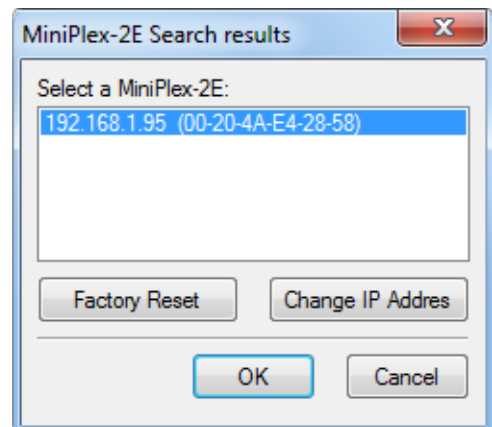 MiniPlex-2E Search results
Select a MiniPlex-2E:
192.168.1.95 (00-20-4A-E4-28-58)
Factory Reset
Change IP Addres
OK
Cancel